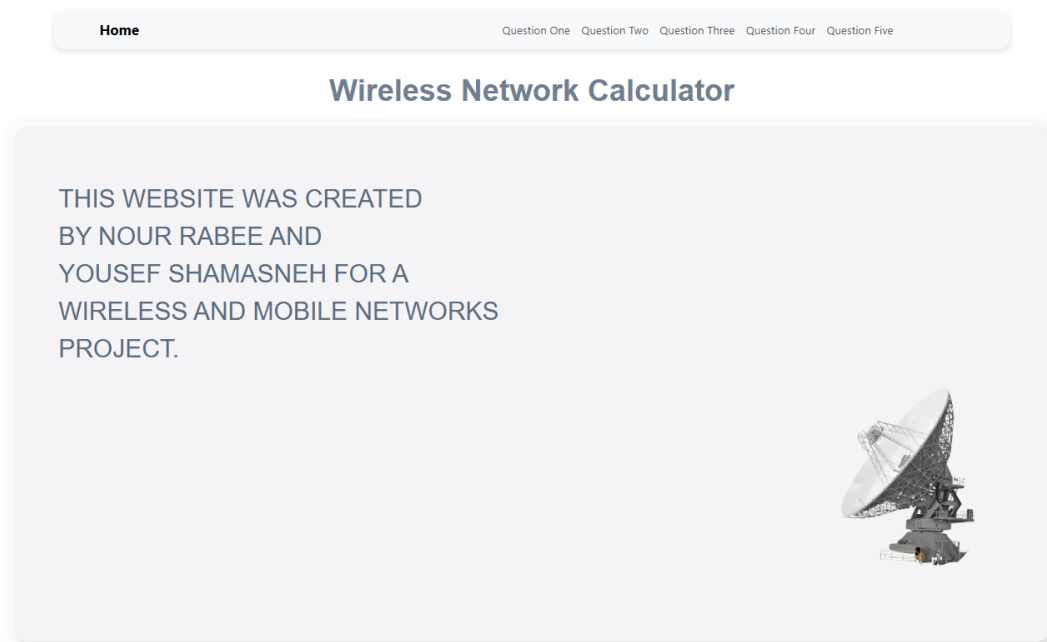 Home
Question One Question Two Question Three Question Four Question Five
Wireless Network Calculator
THIS WEBSITE WAS CREATED
BY NOUR RABEE AND
YOUSEF SHAMASNEH FOR A
WIRELESS AND MOBILE NETWORKS
PROJECT.